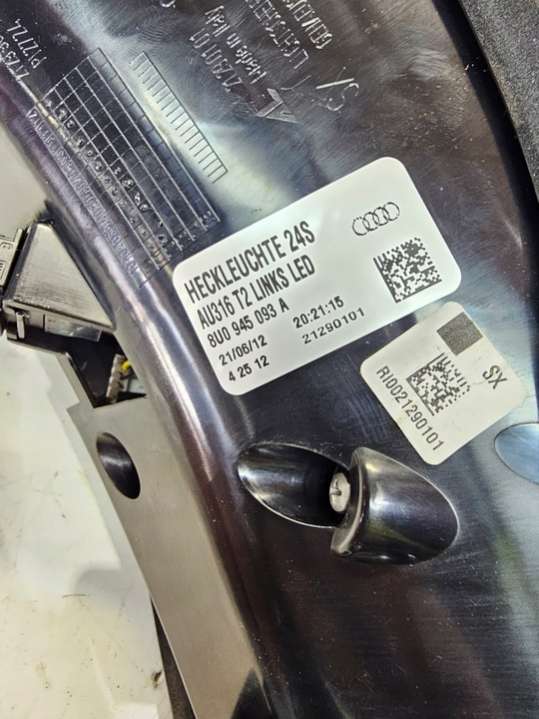 Made in Italy
P 27724
HECKLEUCHTE 24S
AU316 T2 LINKS LED
8U0 945 093 A
21/06/12 20:21:15
4 25 12 21290101
SX
RI0021290101